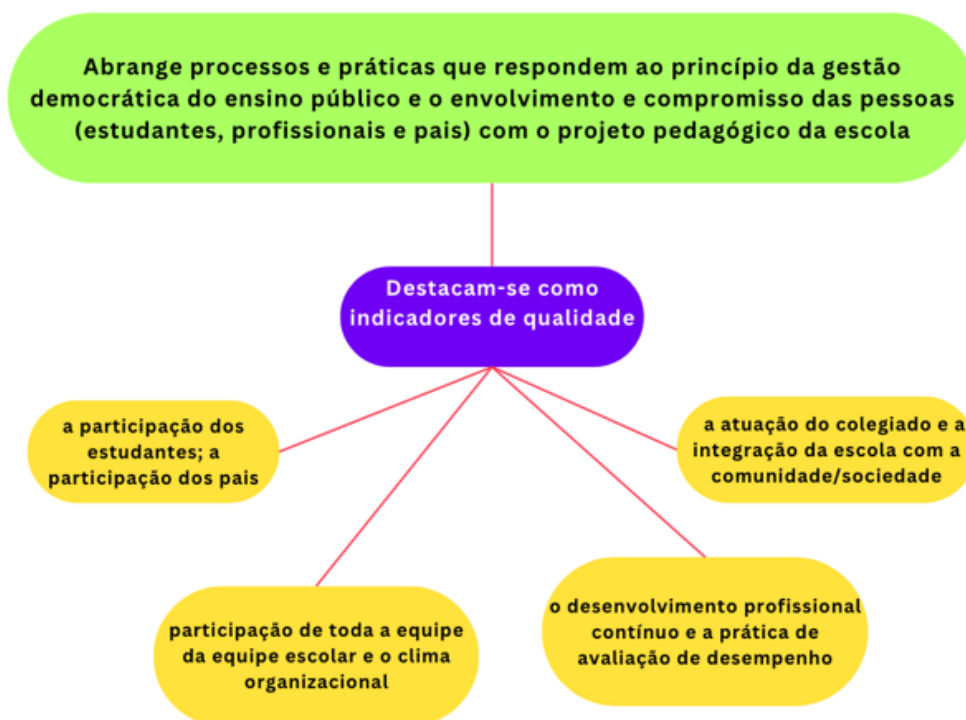 Abrange processos e práticas que respondem ao princípio da gestão
democrática do ensino público e o envolvimento e compromisso das pessoas
(estudantes, profissionais e pais) com o projeto pedagógico da escola
Destacam-se como
indicadores de qualidade
a participação dos
estudantes; a
participação dos pais
a atuação do colegiado e a
integração da escola com a
comunidade/sociedade
participação de toda a equipe
da equipe escolar e o clima
organizacional
o desenvolvimento profissional
contínuo e a prática de
avaliação de desempenho